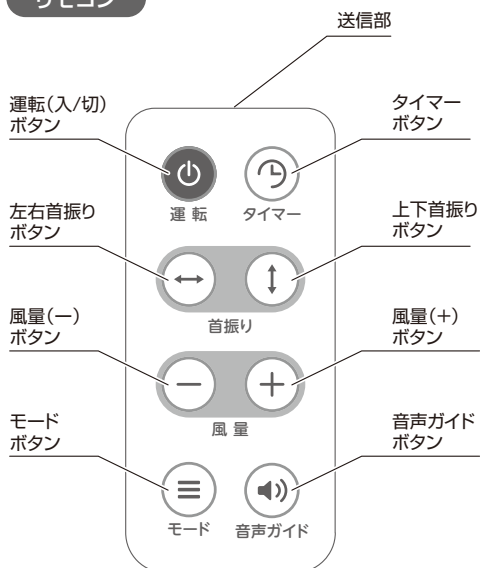 リモコン
送信部
運転(入/切)
ボタン
タイマー
ボタン
運 転
タイマー
左右首振り
ボタン
上下首振り
ボタン
首振り
風量(ー)
ボタン
風量(+)
ボタン
風 量
モード
ボタン
音声ガイド
ボタン
モード
音声ガイド